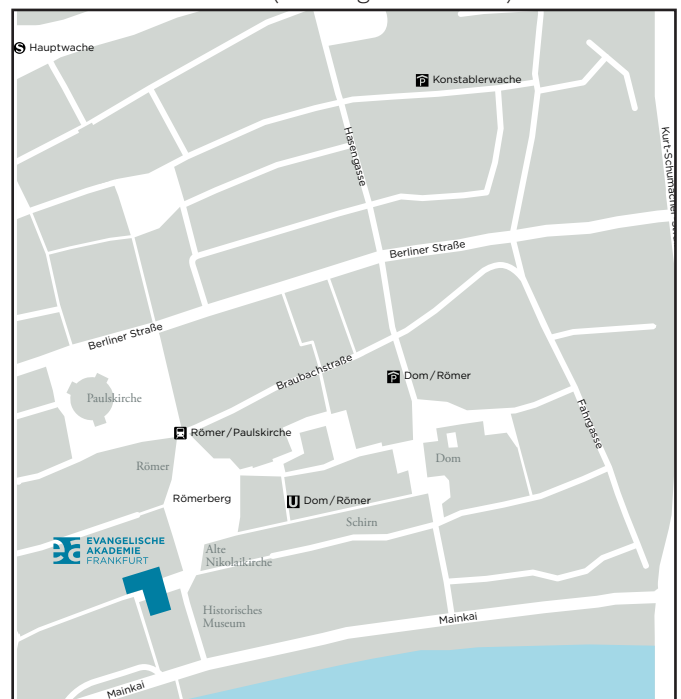 Hauptwache
Konstablerwache
Hasengasse
Kurt-Schumacher-
Berliner Straße
Berliner Straße
Braubachstraße
Dom/Römer
Paulskirche
Fahrgasse
Römer/Paulskirche
Dom
Römer
Römerberg
Dom/Römer
Schirn
EVANGELISCHE
AKADEMIE
FRANKFURT
Alte
Nikolaikirche
Historisches
Museum
Mainkai
Mainkai